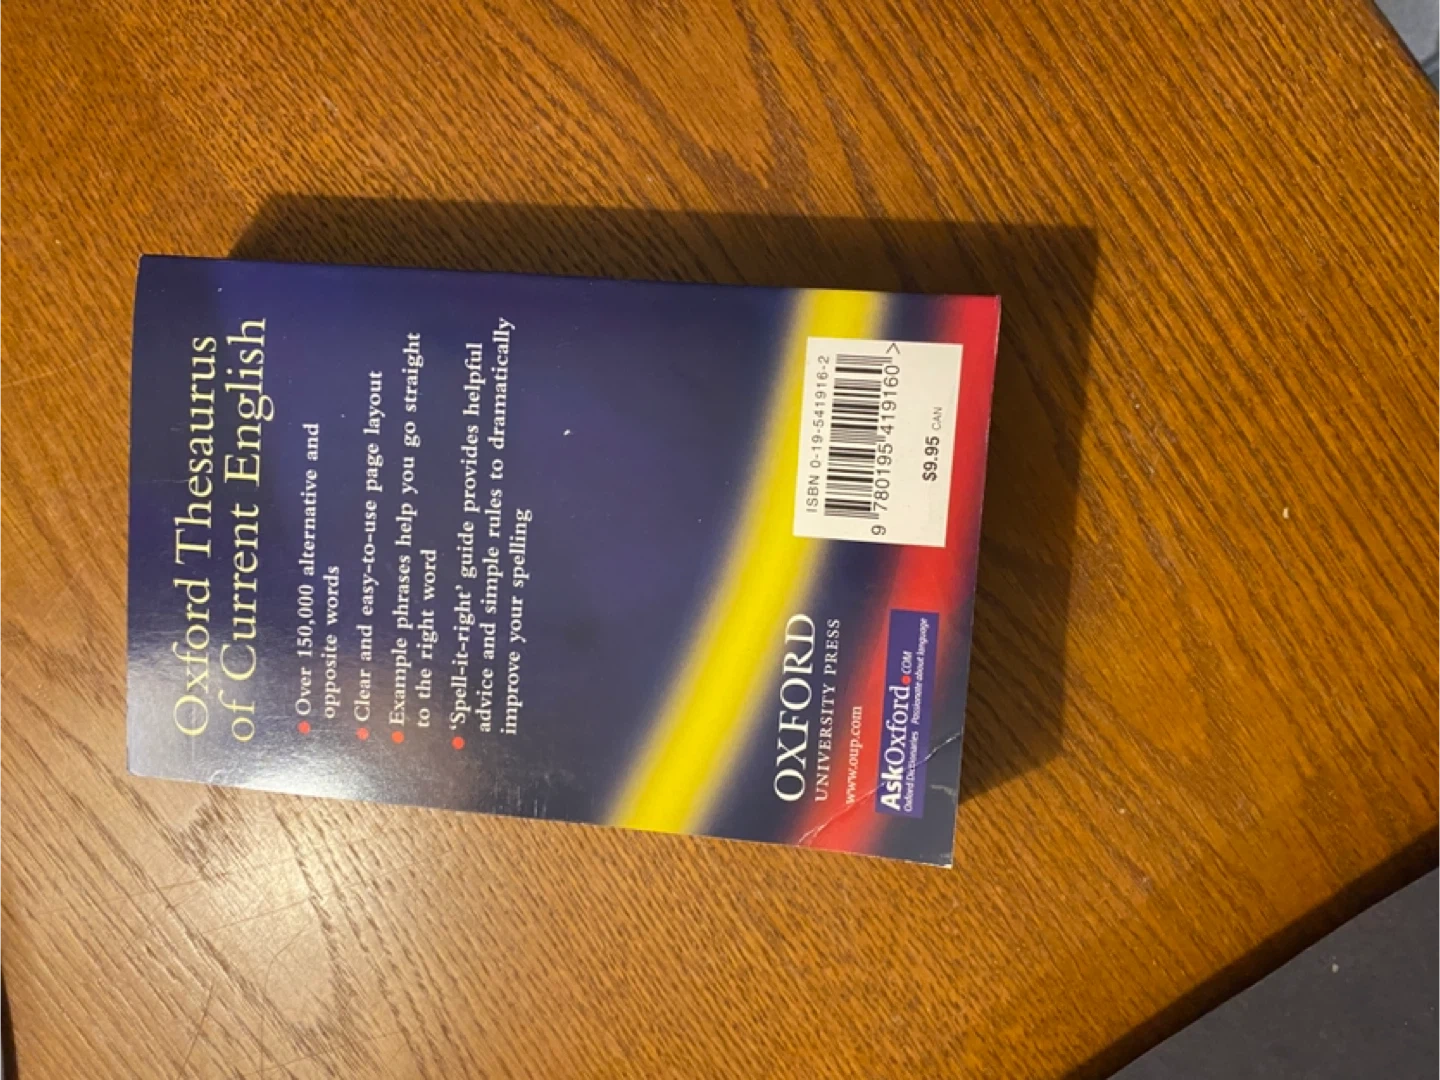 Oxford Thesaurus
of Current English
• Over 150,000 alternative and
opposite words
• Clear and easy-to-use page layout
• Example phrases help you go straight
to the right word
• ‘Spell-it-right’ guide provides helpful
advice and simple rules to dramatically
improve your spelling
OXFORD
UNIVERSITY PRESS
www.oup.com
AskOxford.COM
Oxford Dictionaries Passionate about language
ISBN 0-19-541916-2
9 780195 419160 >
$9.95 CAN